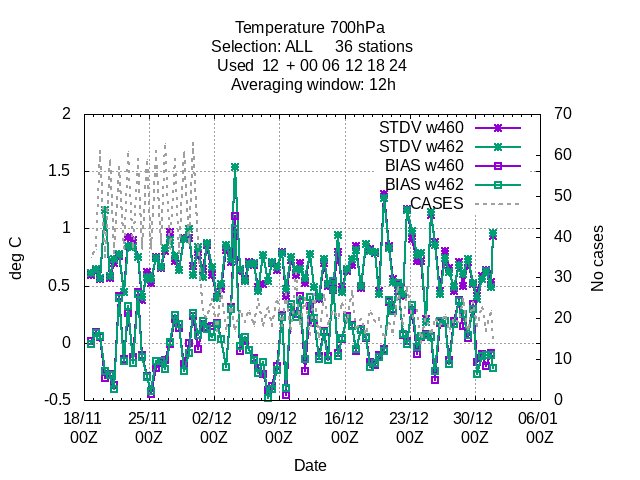 Temperature 700hPa
Selection: ALL     36 stations
Used  12  + 00 06 12 18 24
Averaging window: 12h
STDV w460
STDV w462
BIAS w460
BIAS w462
CASES
deg C
2
1.5
1
0.5
0
-0.5
70
60
50
40
30
20
10
0
No cases
18/11 25/11 02/12 09/12 16/12 23/12 30/12 06/01
00Z 00Z 00Z 00Z 00Z 00Z 00Z 00Z
Date